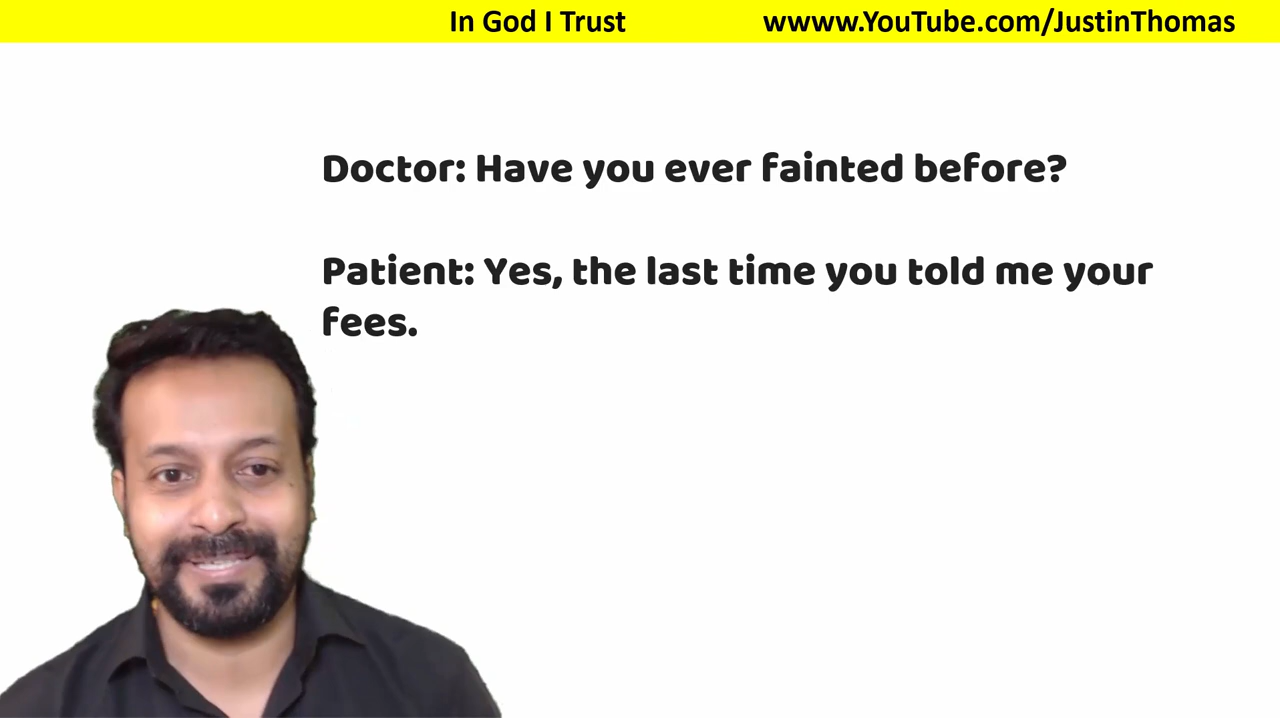 In God I Trust wwww.YouTube.com/JustinThomas
Doctor: Have you ever fainted before?
Patient: Yes, the last time you told me your
fees.